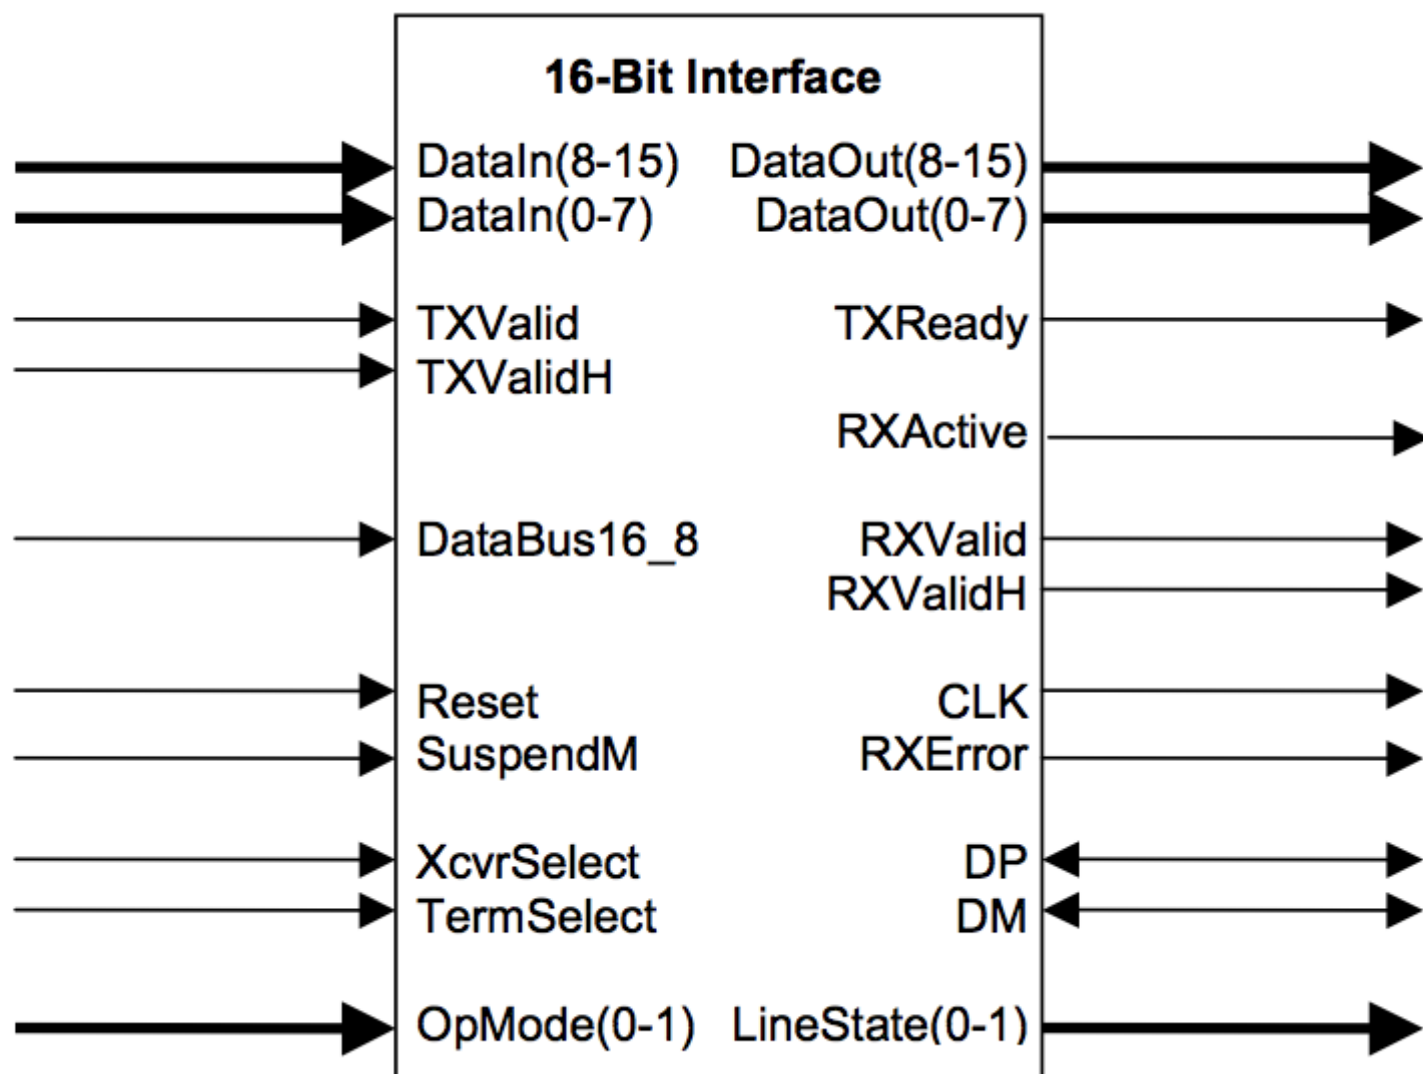 16-Bit Interface
DataIn(8-15) DataOut(8-15)
DataIn(0-7) DataOut(0-7)
TXValid TXReady
TXValidH
RXActive
DataBus16_8 RXValid
RXValidH
Reset CLK
SuspendM RXError
XcvrSelect DP
TermSelect DM
OpMode(0-1) LineState(0-1)